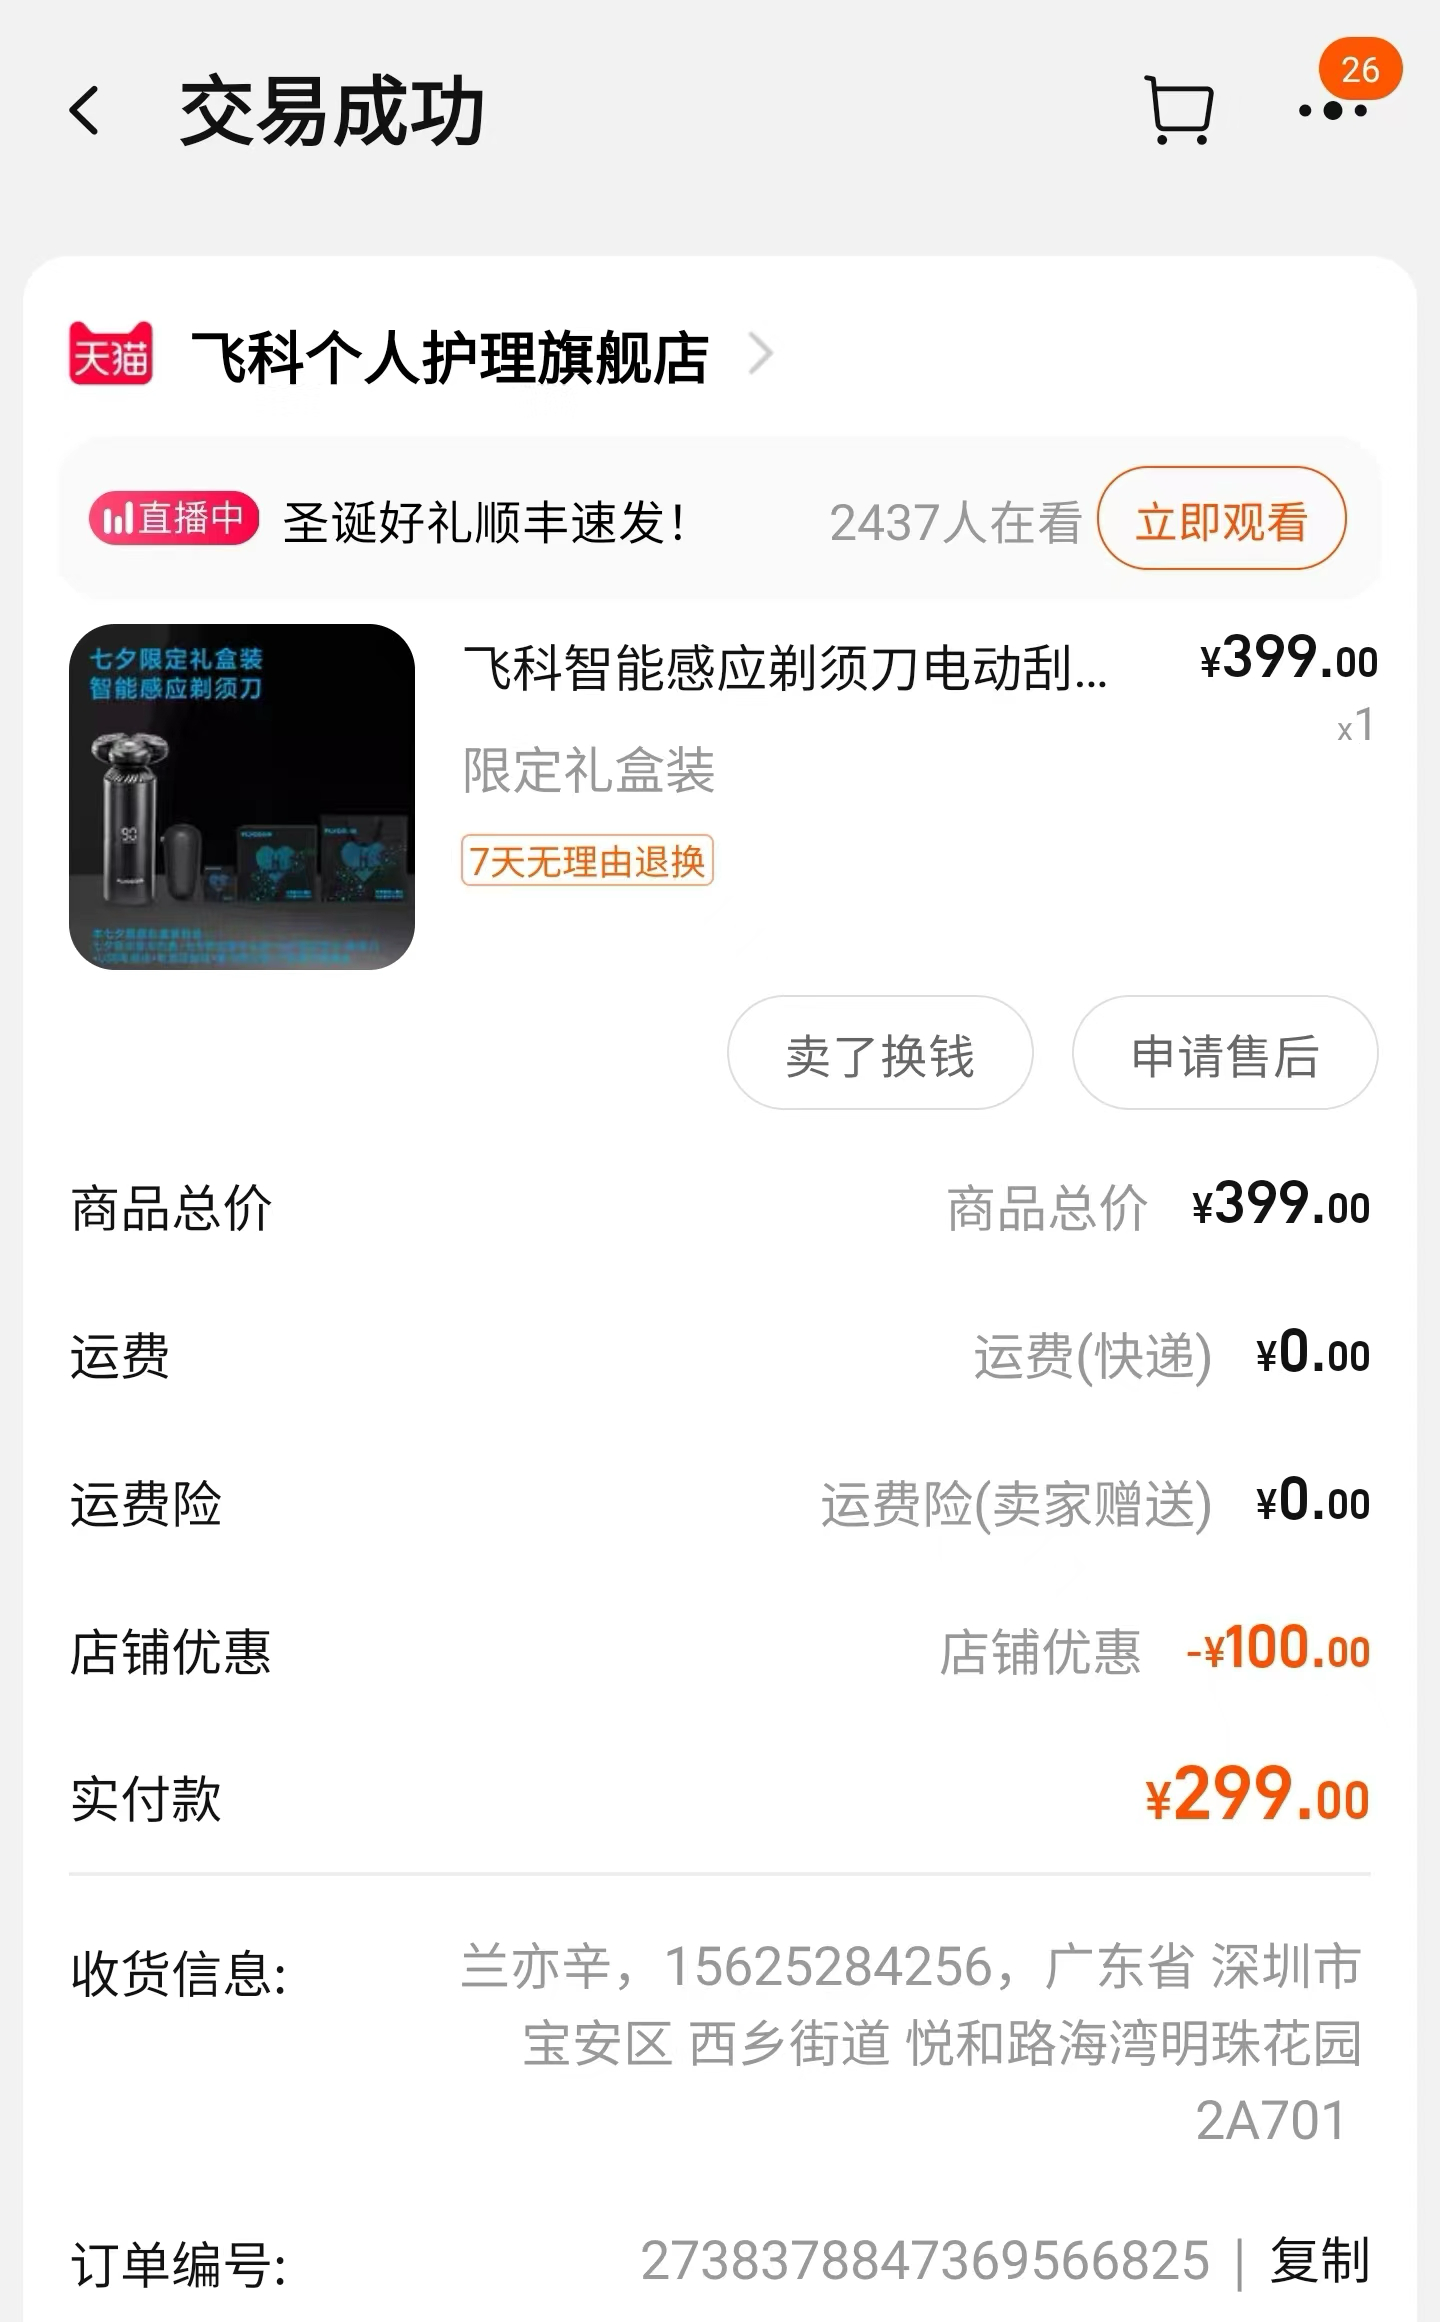 交易成功
26
天猫 飞科个人护理旗舰店
直播中 圣诞好礼顺丰速发！ 2437人在看 立即观看
七夕限定礼盒装
智能感应剃须刀
90
飞科智能感应剃须刀电动刮... ¥399.00
x1
限定礼盒装
7天无理由退换
卖了换钱 申请售后
商品总价 商品总价 ¥399.00
运费 运费(快递) ¥0.00
运费险 运费险(卖家赠送) ¥0.00
店铺优惠 店铺优惠 -¥100.00
实付款 ¥299.00
收货信息: 兰亦辛，15625284256，广东省 深圳市
宝安区 西乡街道 悦和路海湾明珠花园
2A701
订单编号: 2738378847369566825 | 复制